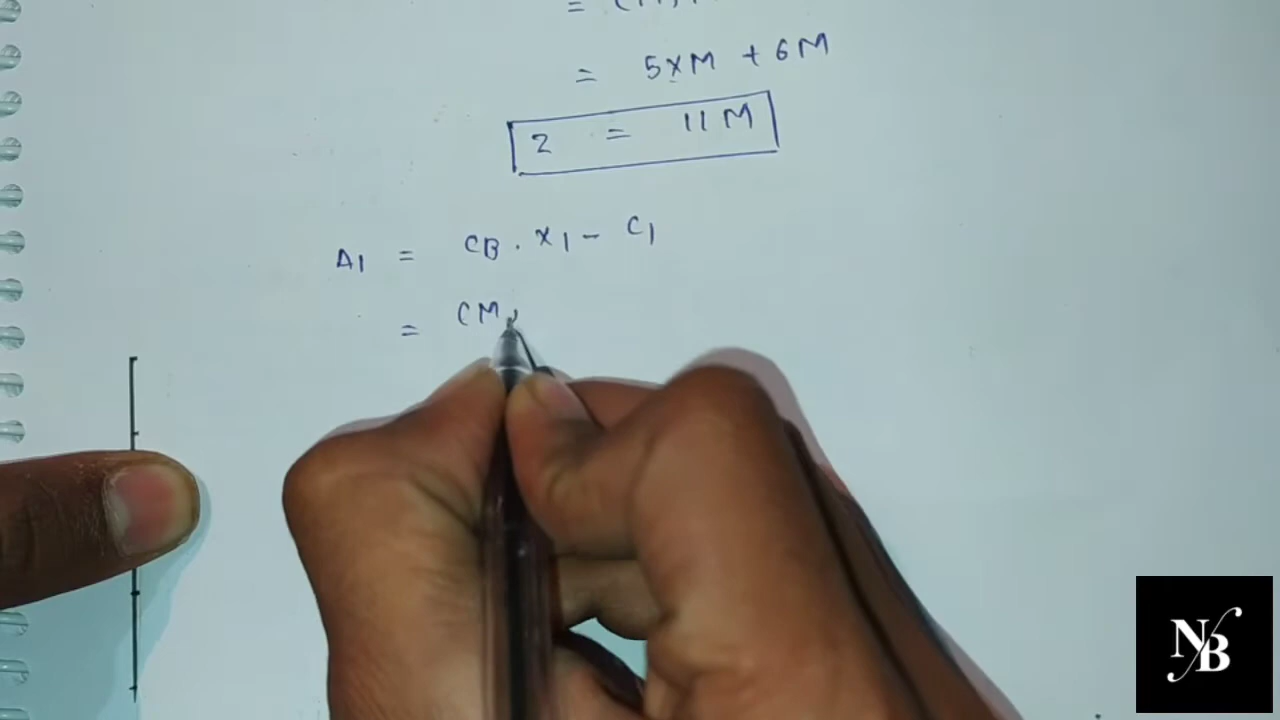 = (M,
= 5xM + 6M
Z = 11M
Δ1 = CB . x1 - C1
= (M,
NB